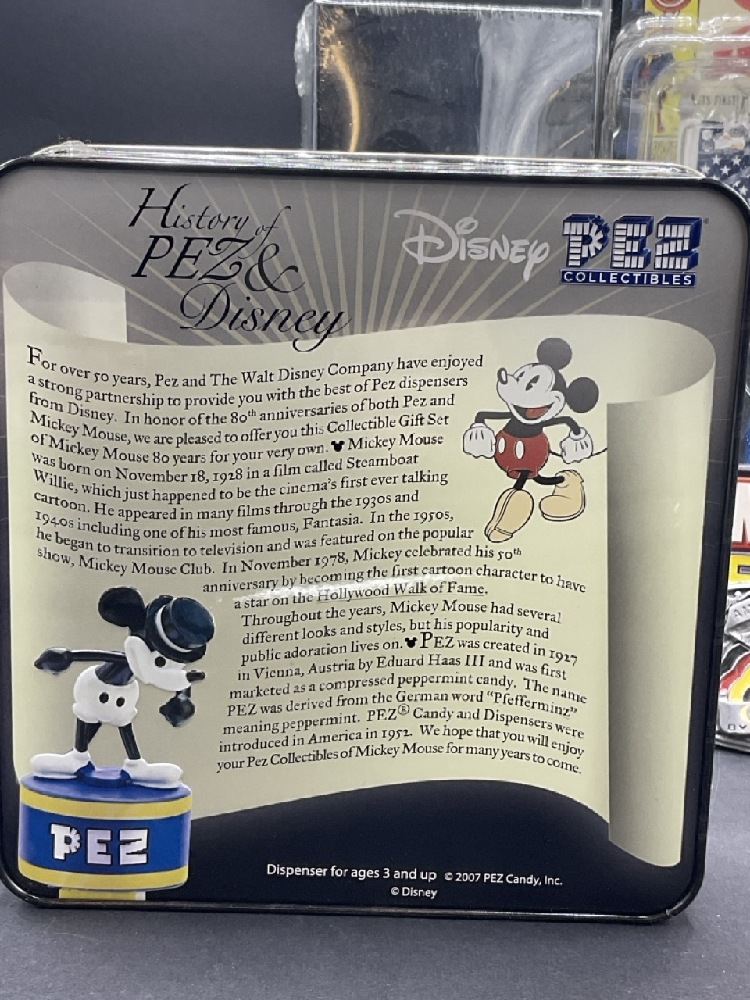 History of
PEZ &
Disney
Disney
PEZ
COLLECTIBLES
For over 50 years, Pez and The Walt Disney Company have enjoyed
a strong partnership to provide you with the best of Pez dispensers
from Disney. In honor of the 80th anniversaries of both Pez and
Mickey Mouse, we are pleased to offer you this Collectible Gift Set
of Mickey Mouse 80 years for your very own. Mickey Mouse
was born on November 18, 1928 in a film called Steamboat
Willie, which just happened to be the cinema's first ever talking
cartoon. He appeared in many films through the 1930s and
1940s including one of his most famous, Fantasia. In the 1950s,
he began to transition to television and was featured on the popular
show, Mickey Mouse Club. In November 1978, Mickey celebrated his 50th
anniversary by becoming the first cartoon character to have
a star on the Hollywood Walk of Fame.
Throughout the years, Mickey Mouse had several
different looks and styles, but his popularity and
public adoration lives on. PEZ was created in 1927
in Vienna, Austria by Eduard Haas III and was first
marketed as a compressed peppermint candy. The name
PEZ was derived from the German word "Pfefferminz"
meaning peppermint. PEZ® Candy and Dispensers were
introduced in America in 1952. We hope that you will enjoy
your Pez Collectibles of Mickey Mouse for many years to come.
PEZ
Dispenser for ages 3 and up © 2007 PEZ Candy, Inc.
© Disney